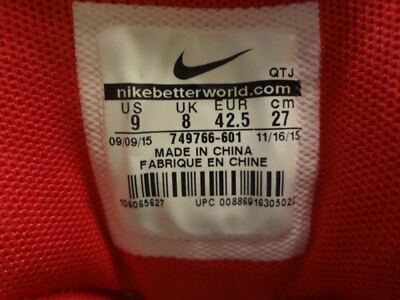 QTJ
nikebetterworld.com
US UK EUR cm
9 8 42.5 27
09/09/15 749766-601 11/16/15
MADE IN CHINA
FABRIQUE EN CHINE
106065627 UPC 00886916305022